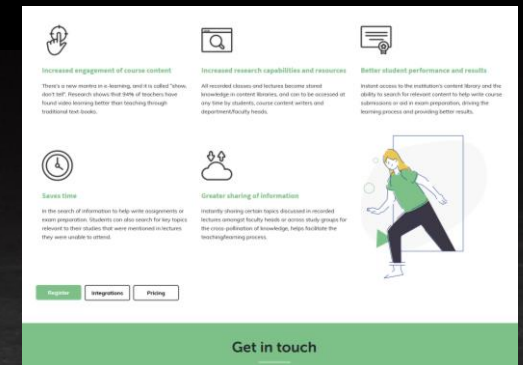 Increased engagement of course content
There's a new mantra in e-learning, and it is called "show,
don't tell". Research shows that 94% of teachers have
found video learning better than teaching through
traditional text-books.
Increased research capabilities and resources
All recorded classes and lectures become stored
knowledge in content libraries, and can be accessed at
any time by students, course content writers and
department/faculty heads.
Better student performance and results
Instant access to the institution's content library and the
ability to search for relevant content to help write course
submissions or aid in exam preparation, driving the
learning process and providing better results.
Saves time
In the search of information to help write assignments or
exam preparation. Students can also search for key topics
relevant to their studies that were mentioned in lectures
they were unable to attend.
Greater sharing of information
Instantly sharing certain topics discussed in recorded
lectures amongst faculty heads or across study groups for
the cross-pollination of knowledge, helps facilitate the
teaching/learning process.
Register
Integrations
Pricing
Get in touch